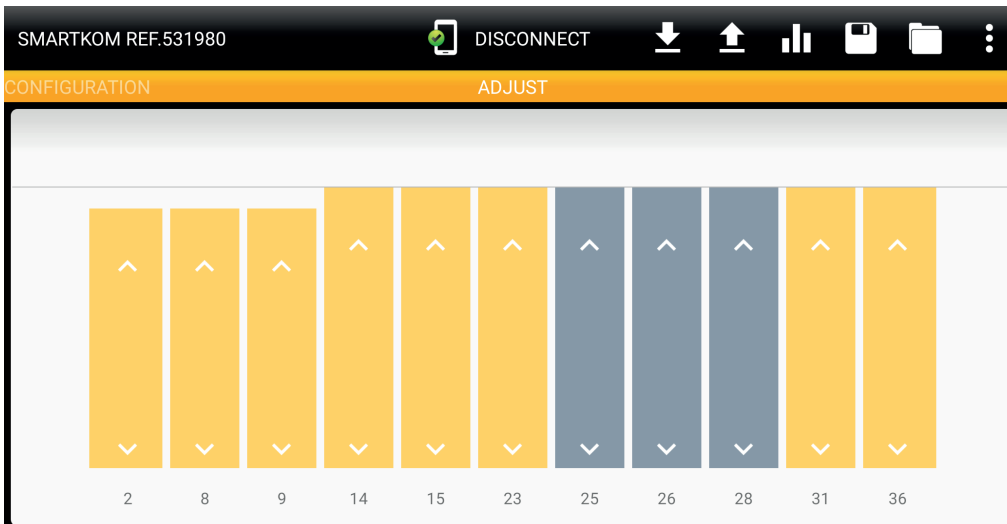 SMARTKOM REF.531980 DISCONNECT
CONFIGURATION ADJUST
2 8 9 14 15 23 25 26 28 31 36